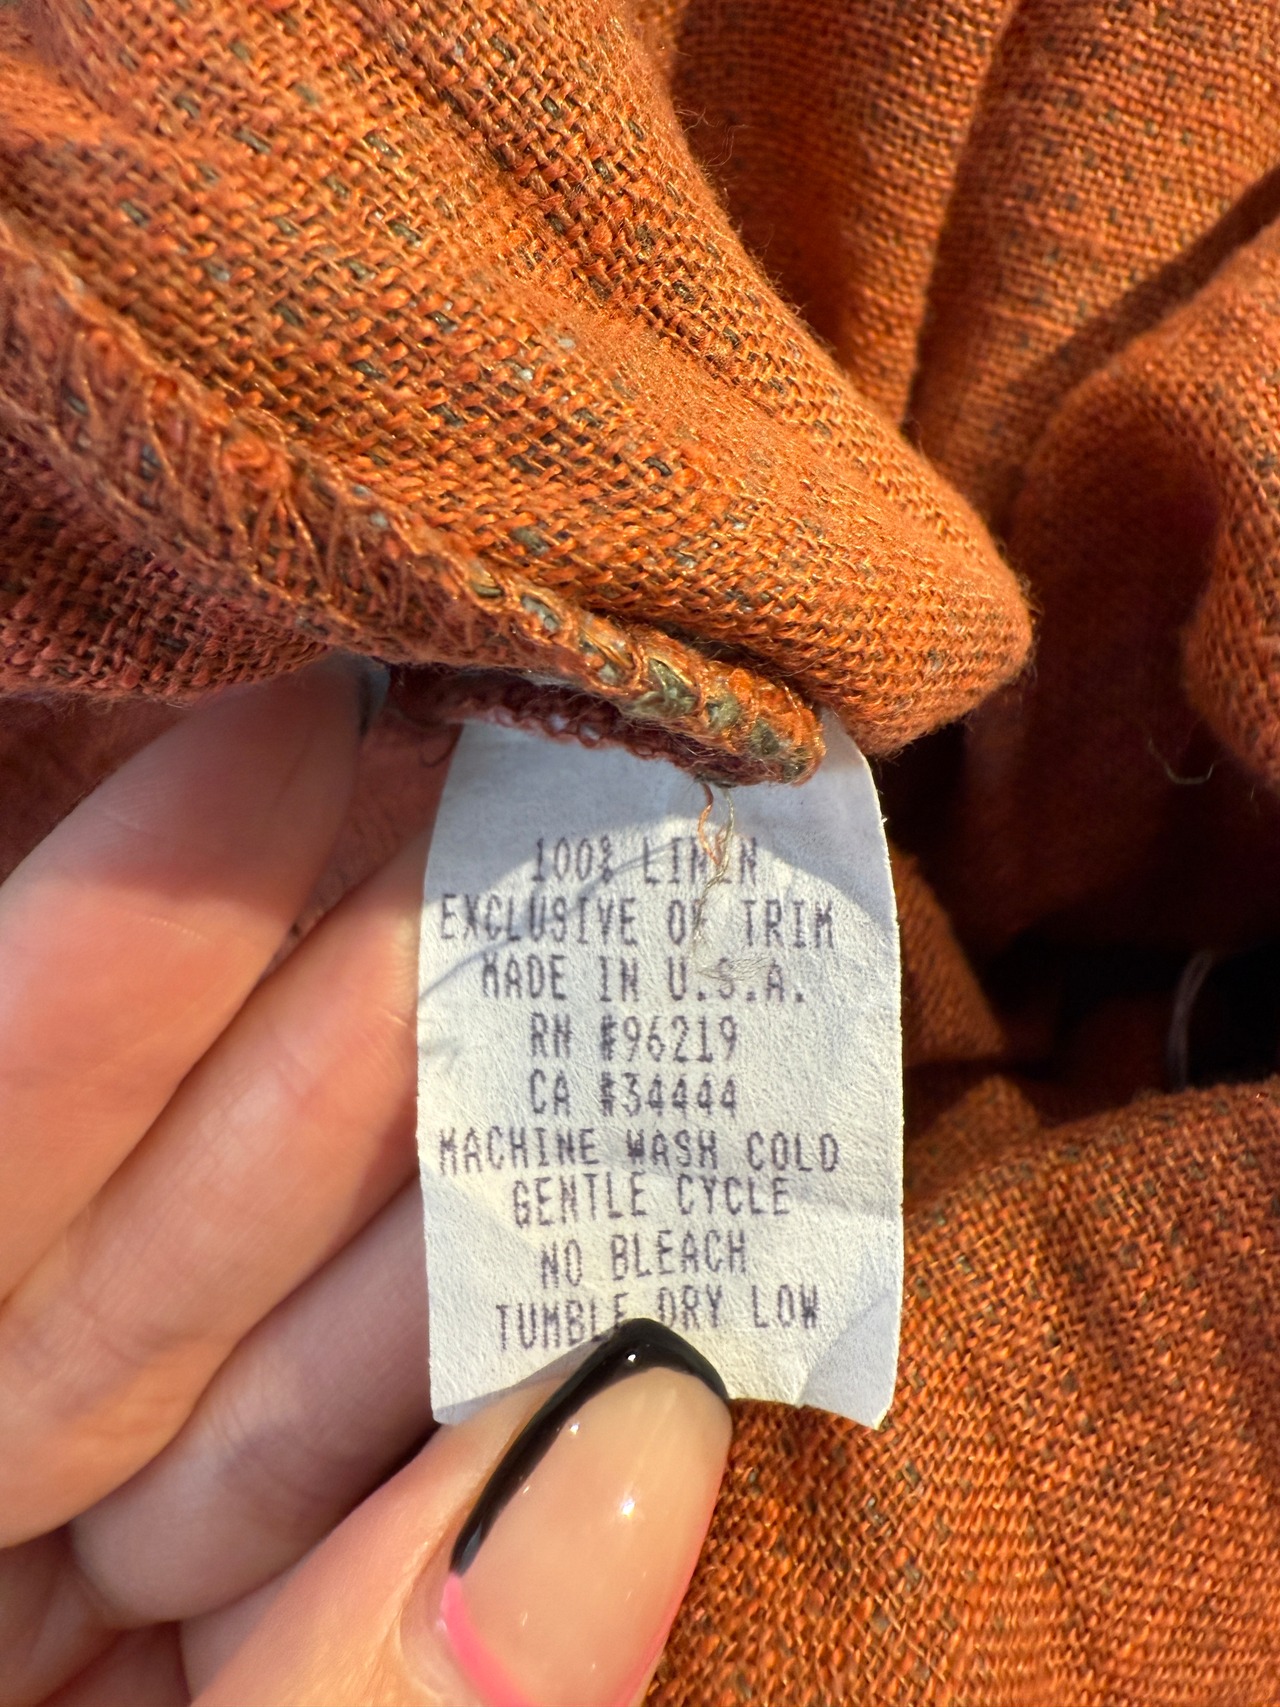 100% LINEN
EXCLUSIVE OF TRIM
MADE IN U.S.A.
RN #96219
CA #34444
MACHINE WASH COLD
GENTLE CYCLE
NO BLEACH
TUMBLE DRY LOW